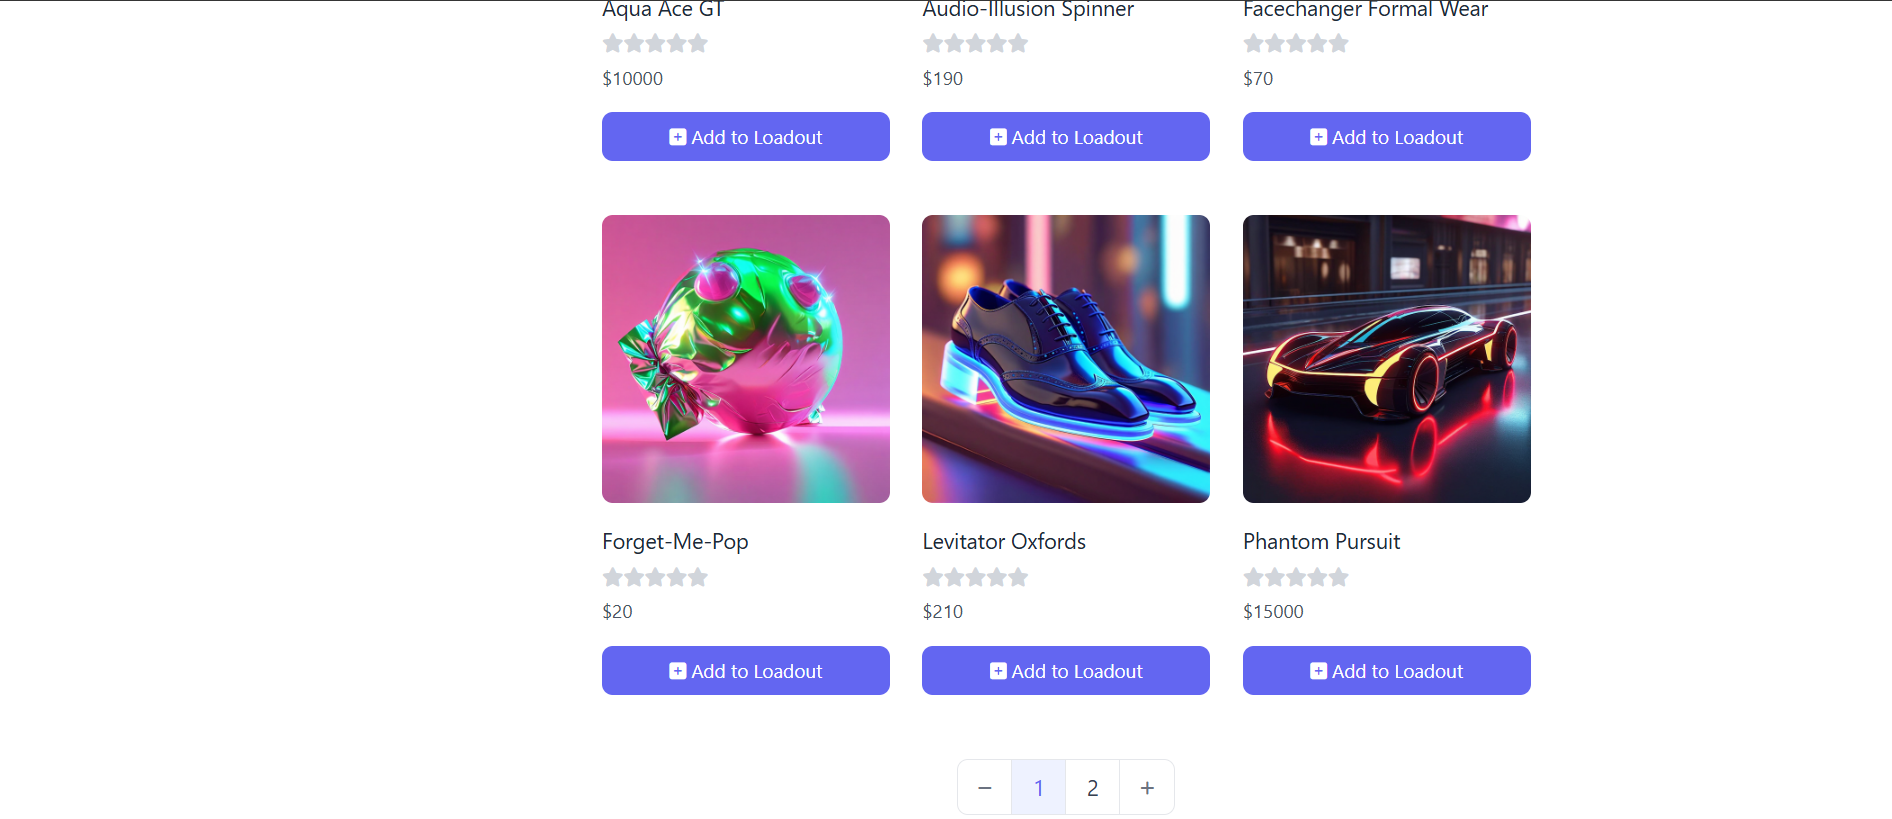 Aqua Ace GT
Audio-Illusion Spinner
Facechanger Formal Wear
$10000
$190
$70
Add to Loadout
Add to Loadout
Add to Loadout
Forget-Me-Pop
Levitator Oxfords
Phantom Pursuit
$20
$210
$15000
Add to Loadout
Add to Loadout
Add to Loadout
− 1 2 +